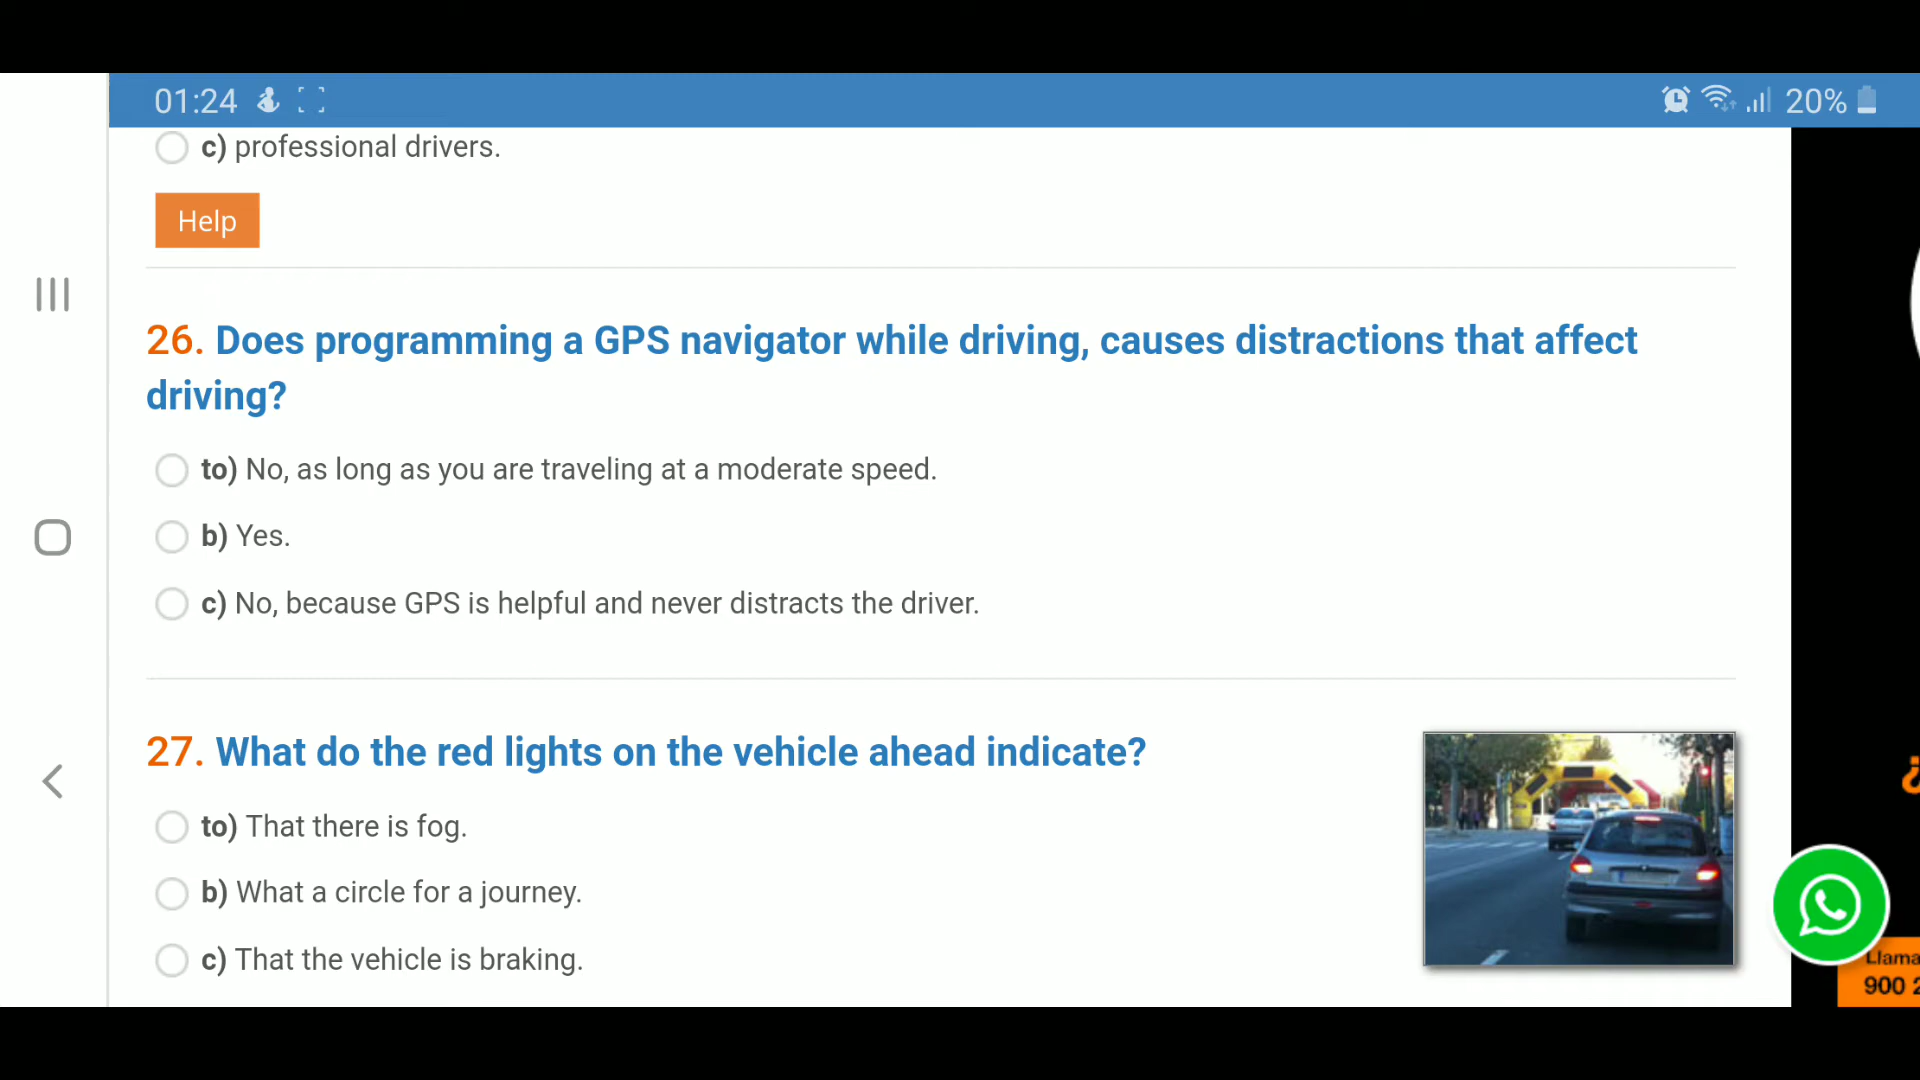 01:24
20%
c) professional drivers.
Help
26. Does programming a GPS navigator while driving, causes distractions that affect
driving?
to) No, as long as you are traveling at a moderate speed.
b) Yes.
c) No, because GPS is helpful and never distracts the driver.
27. What do the red lights on the vehicle ahead indicate?
to) That there is fog.
b) What a circle for a journey.
c) That the vehicle is braking.
¿
Llama
900 2